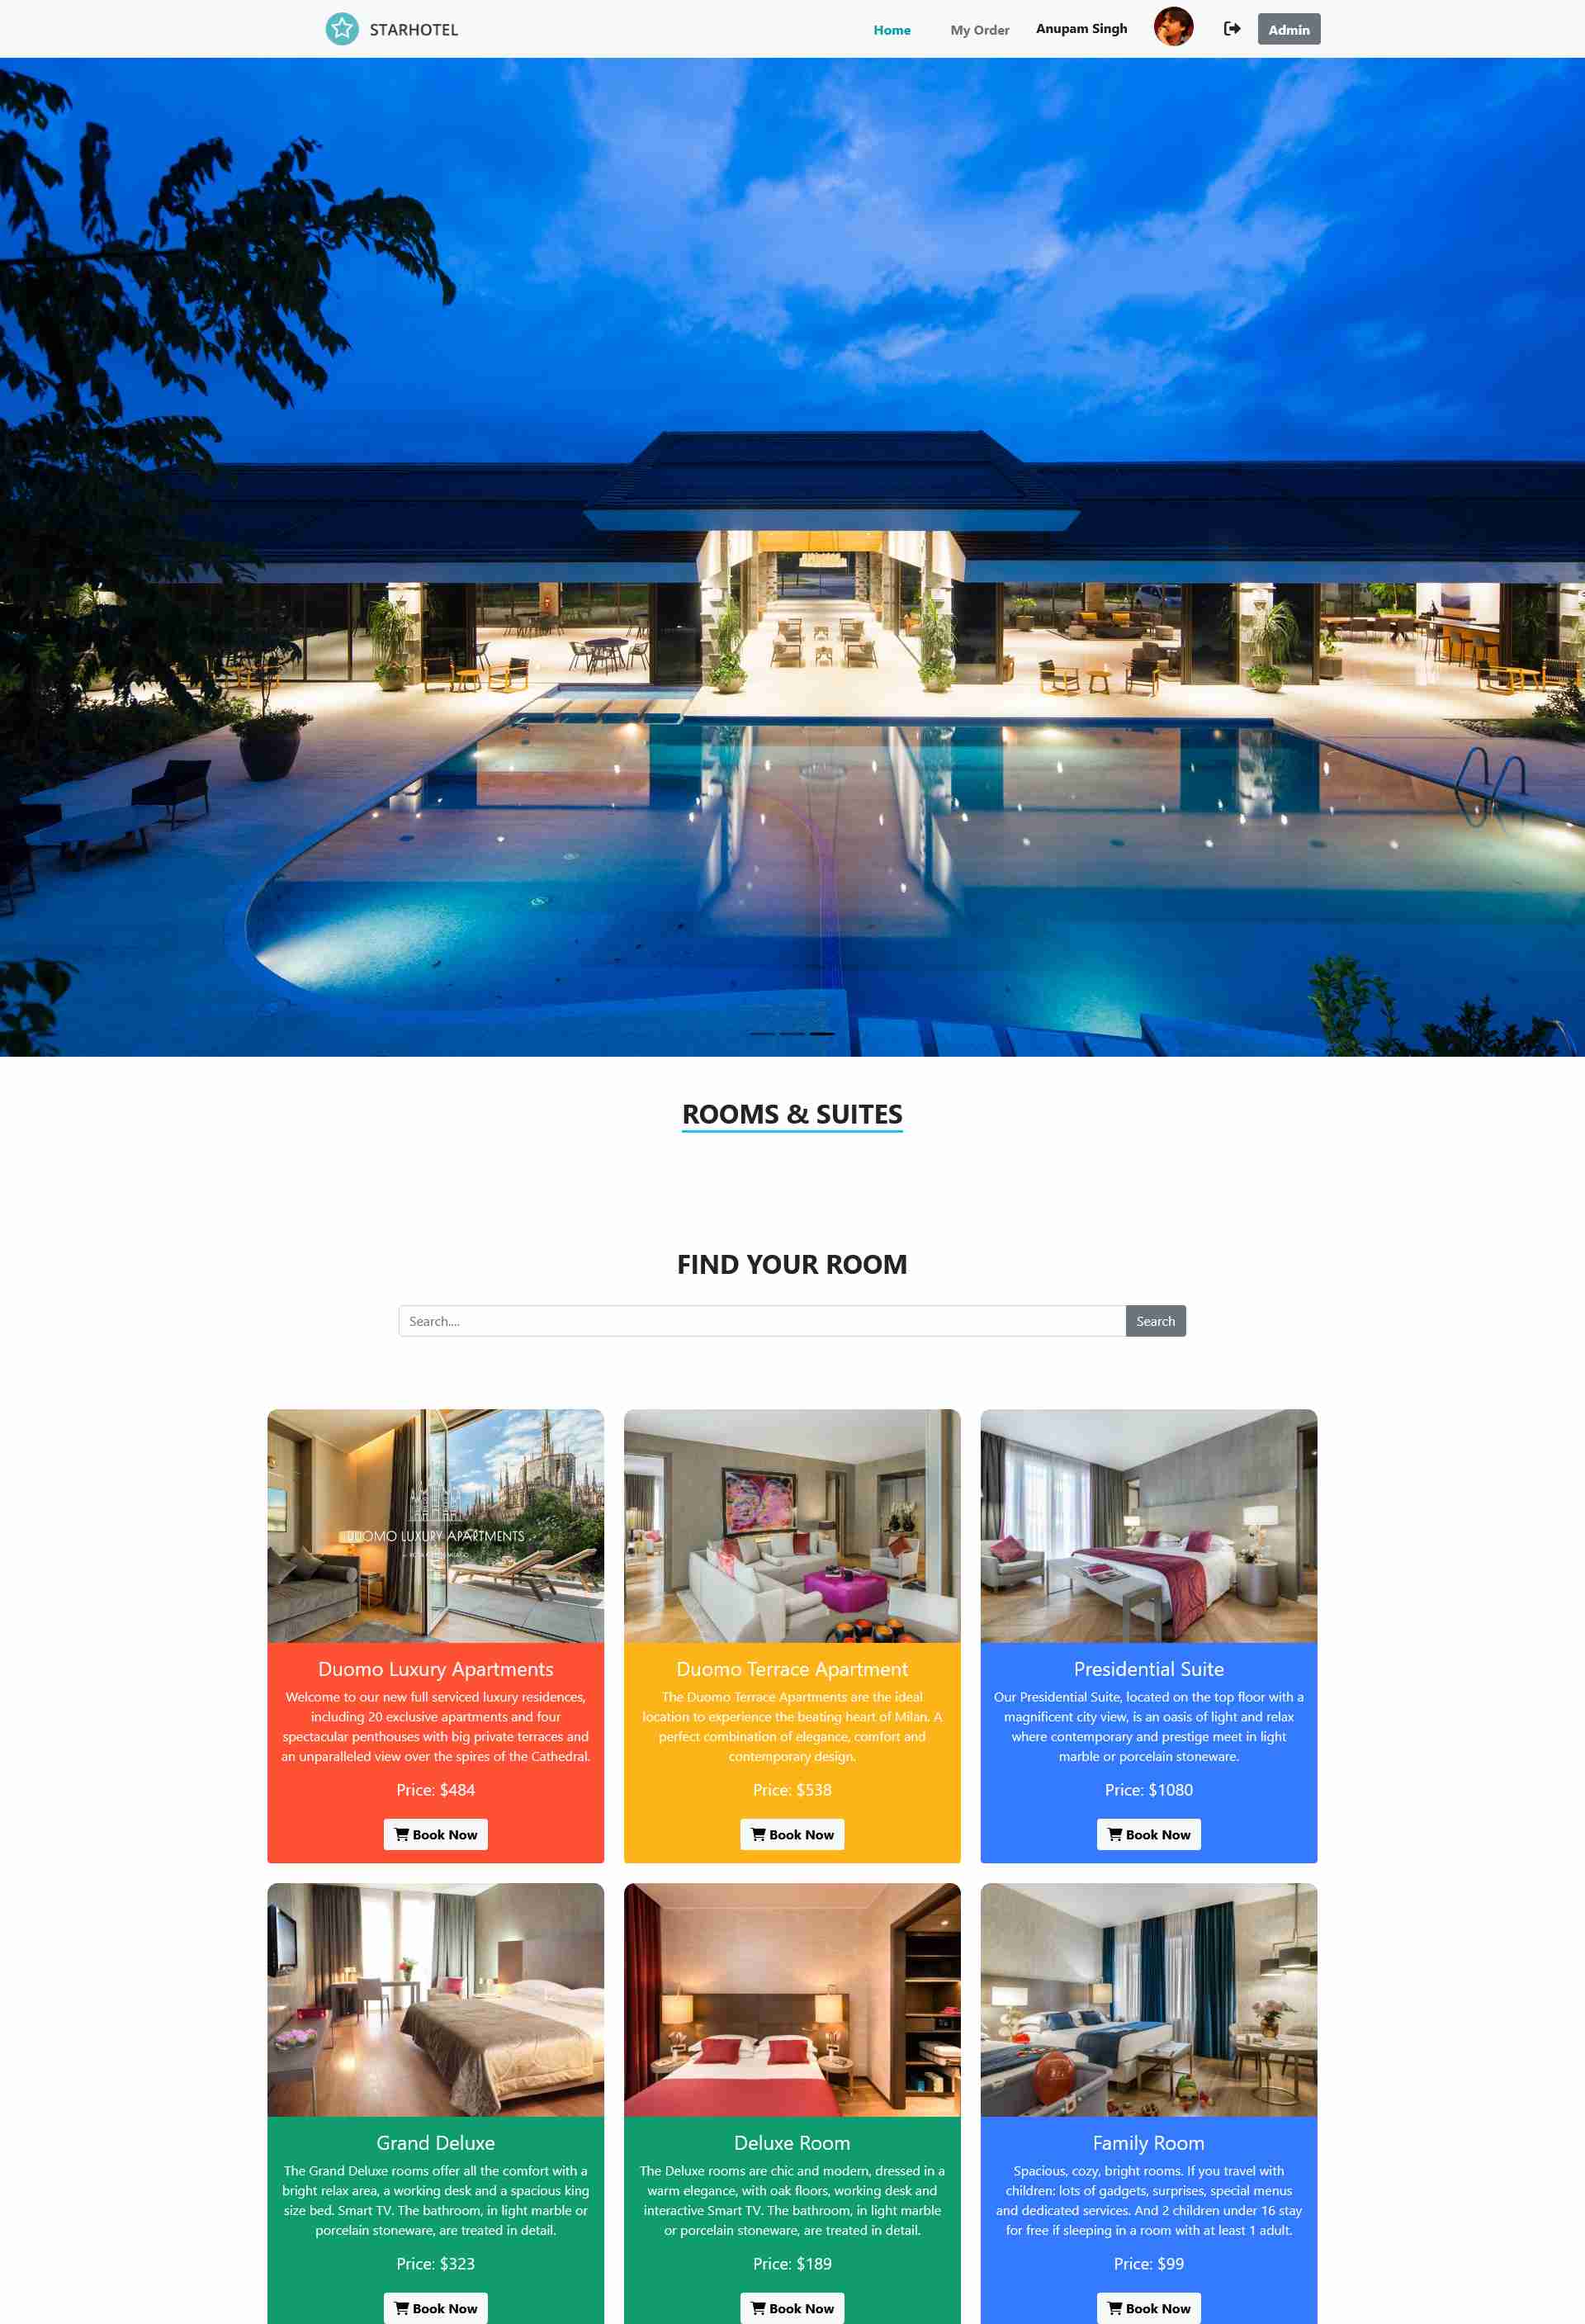 STARHOTEL
Home
My Order
Anupam Singh
Admin
ROOMS & SUITES
FIND YOUR ROOM
Search....
Search
DUOMO LUXURY APARTMENTS
Duomo Luxury Apartments
Welcome to our new full serviced luxury residences,
including 20 exclusive apartments and four
spectacular penthouses with big private terraces and
an unparalleled view over the spires of the Cathedral.
Price: $484
Book Now
Duomo Terrace Apartment
The Duomo Terrace Apartments are the ideal
location to experience the beating heart of Milan. A
perfect combination of elegance, comfort and
contemporary design.
Price: $538
Book Now
Presidential Suite
Our Presidential Suite, located on the top floor with a
magnificent city view, is an oasis of light and relax
where contemporary and prestige meet in light
marble or porcelain stoneware.
Price: $1080
Book Now
Grand Deluxe
The Grand Deluxe rooms offer all the comfort with a
bright relax area, a working desk and a spacious king
size bed. Smart TV. The bathroom, in light marble or
porcelain stoneware, are treated in detail.
Price: $323
Book Now
Deluxe Room
The Deluxe rooms are chic and modern, dressed in a
warm elegance, with oak floors, working desk and
interactive Smart TV. The bathroom, in light marble
or porcelain stoneware, are treated in detail.
Price: $189
Book Now
Family Room
Spacious, cozy, bright rooms. If you travel with
children: lots of gadgets, surprises, special menus
and dedicated services. And 2 children under 16 stay
for free if sleeping in a room with at least 1 adult.
Price: $99
Book Now